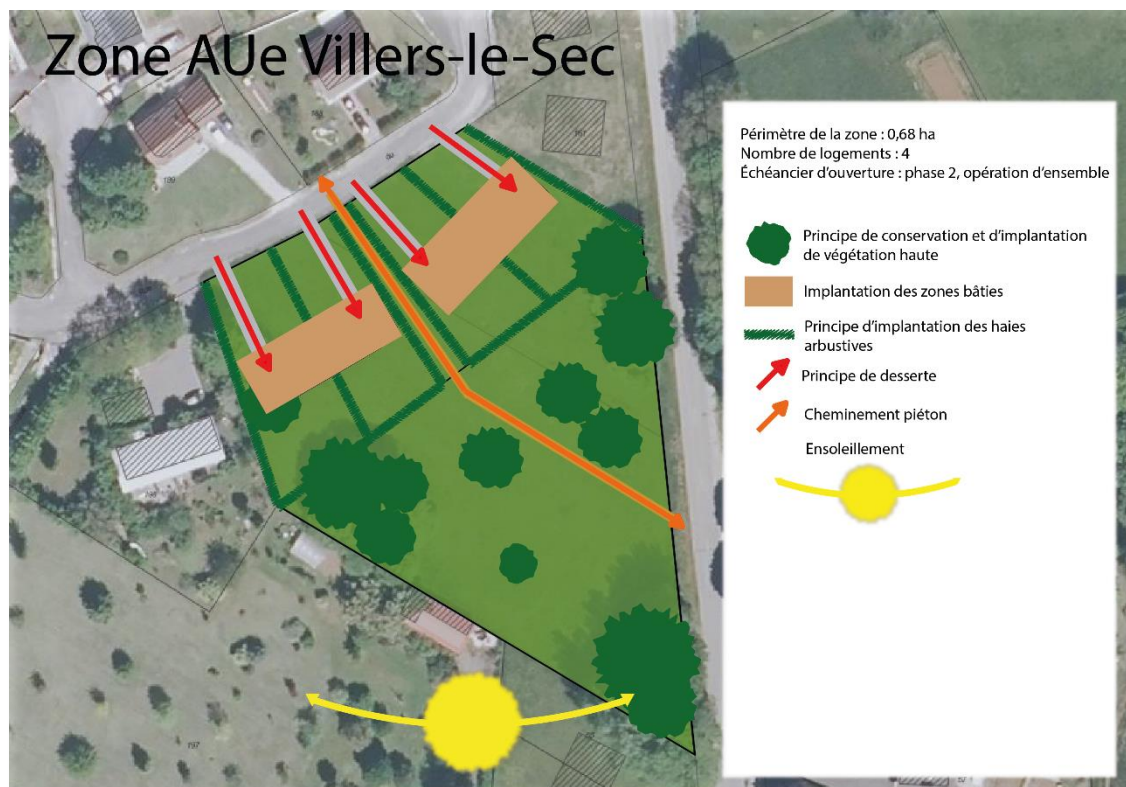 Zone AUe Villers-le-Sec
Périmètre de la zone : 0,68 ha
Nombre de logements : 4
Échéancier d'ouverture : phase 2, opération d'ensemble
Principe de conservation et d'implantation
de végétation haute
Implantation des zones bâties
Principe d'implantation des haies
arbustives
Principe de desserte
Cheminement piéton
Ensoleillement
189
197